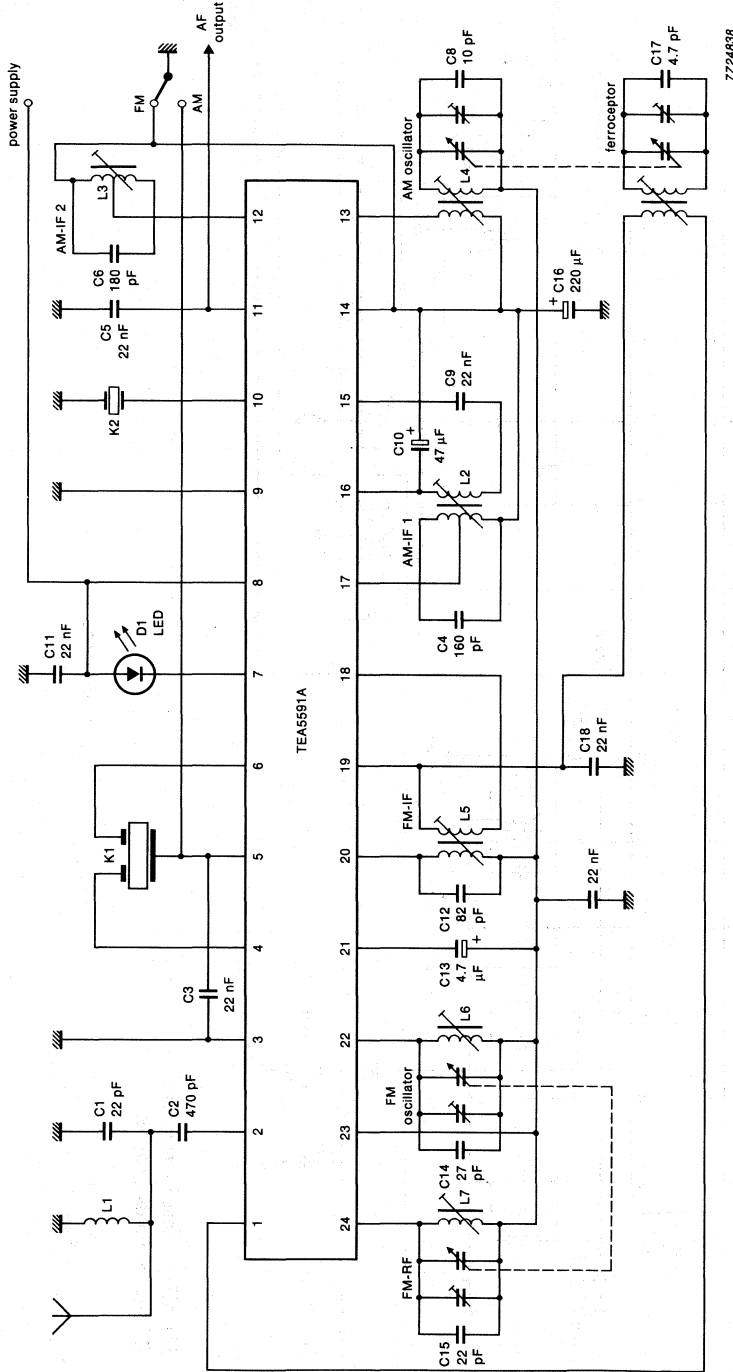 power supply
AF
output
FM
AM
AM-IF 2
L3
C6
180
pF
C5
22 nF
K2
C11
22 nF
D1
LED
K1
C3
22 nF
C1
22 pF
C2
470 pF
L1
1
2
3
4
5
6
7
8
9
10
11
12
TEA5591A
24
23
22
21
20
19
18
17
16
15
14
13
FM-RF
C15
22
pF
L7
C14
27
pF
FM
oscillator
L6
C13
4.7
μF
C12
82
pF
FM-IF
L5
22 nF
C18
22 nF
C4
160
pF
AM-IF 1
L2
C10
+
47 μF
C9
22 nF
+
C16
220 μF
+
AM oscillator
L4
C8
10 pF
ferroceptor
C17
4.7 pF
7Z24838